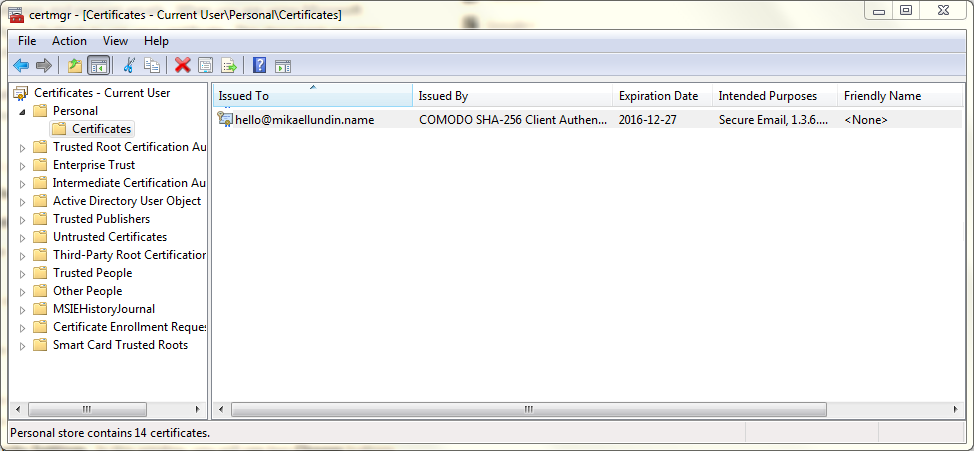 certmgr - [Certificates - Current User\Personal\Certificates]
File Action View Help
Certificates - Current User
Personal
Certificates
Trusted Root Certification Au
Enterprise Trust
Intermediate Certification Au
Active Directory User Object
Trusted Publishers
Untrusted Certificates
Third-Party Root Certification
Trusted People
Other People
MSIEHistoryJournal
Certificate Enrollment Reques
Smart Card Trusted Roots
Issued To Issued By Expiration Date Intended Purposes Friendly Name
hello@mikaellundin.name COMODO SHA-256 Client Authen... 2016-12-27 Secure Email, 1.3.6.... <None>
Personal store contains 14 certificates.